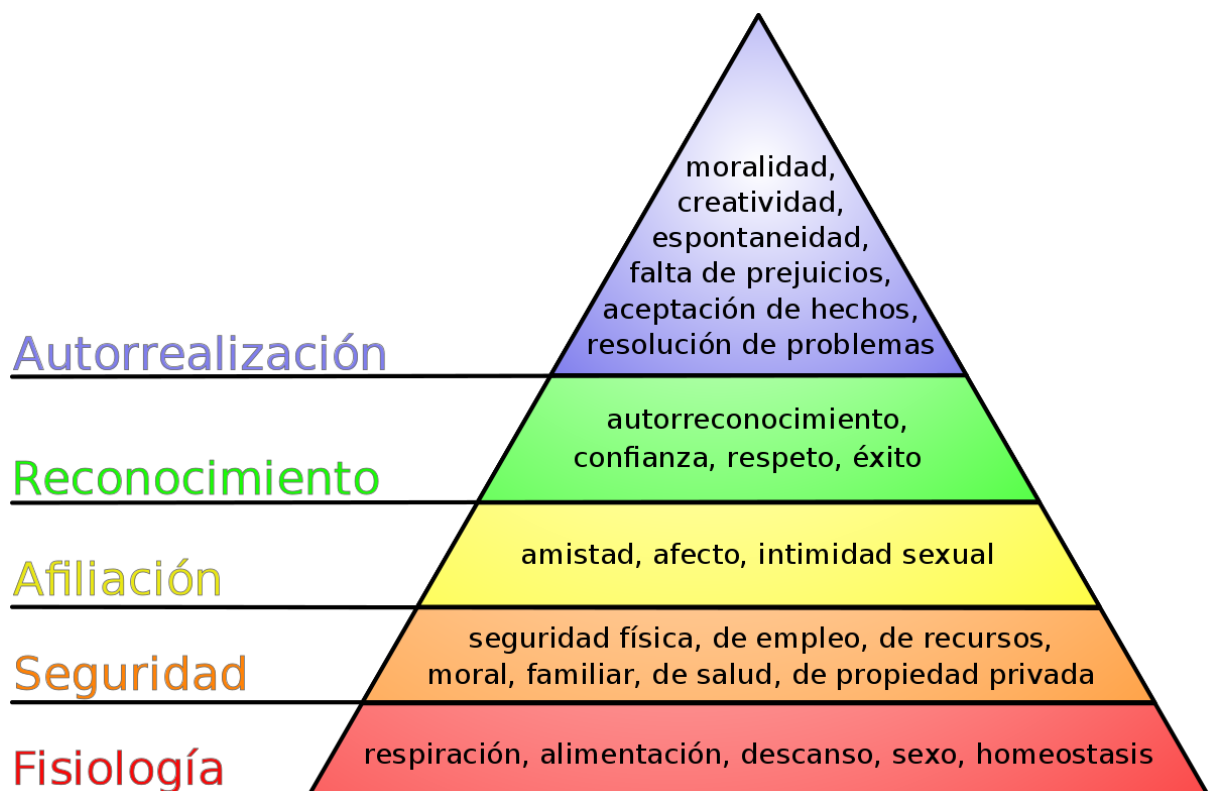 moralidad,
creatividad,
espontaneidad,
falta de prejuicios,
aceptación de hechos,
resolución de problemas
Autorrealización
autorreconocimiento,
confianza, respeto, éxito
Reconocimiento
amistad, afecto, intimidad sexual
Afiliación
seguridad física, de empleo, de recursos,
moral, familiar, de salud, de propiedad privada
Seguridad
respiración, alimentación, descanso, sexo, homeostasis
Fisiología